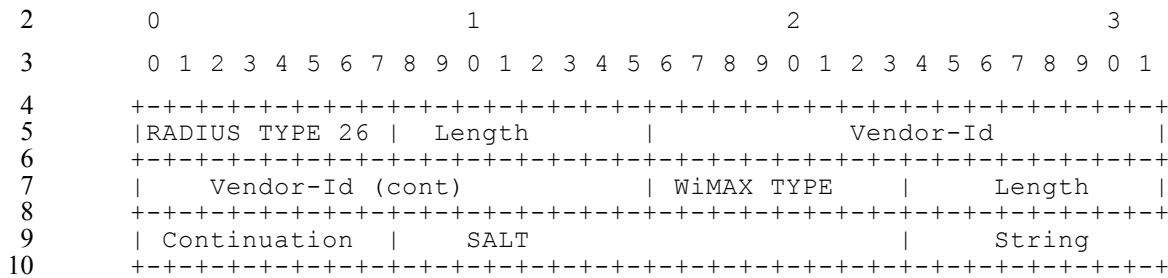 2 0 1 2 3
3 0 1 2 3 4 5 6 7 8 9 0 1 2 3 4 5 6 7 8 9 0 1 2 3 4 5 6 7 8 9 0 1
4 +-+-+-+-+-+-+-+-+-+-+-+-+-+-+-+-+-+-+-+-+-+-+-+-+-+-+-+-+-+-+-+-+
5 |RADIUS TYPE 26 | Length | Vendor-Id |
6 +-+-+-+-+-+-+-+-+-+-+-+-+-+-+-+-+-+-+-+-+-+-+-+-+-+-+-+-+-+-+-+-+
7 | Vendor-Id (cont) | WiMAX TYPE | Length |
8 +-+-+-+-+-+-+-+-+-+-+-+-+-+-+-+-+-+-+-+-+-+-+-+-+-+-+-+-+-+-+-+-+
9 | Continuation | SALT | String
10 +-+-+-+-+-+-+-+-+-+-+-+-+-+-+-+-+-+-+-+-+-+-+-+-+-+-+-+-+-+-+-+-+